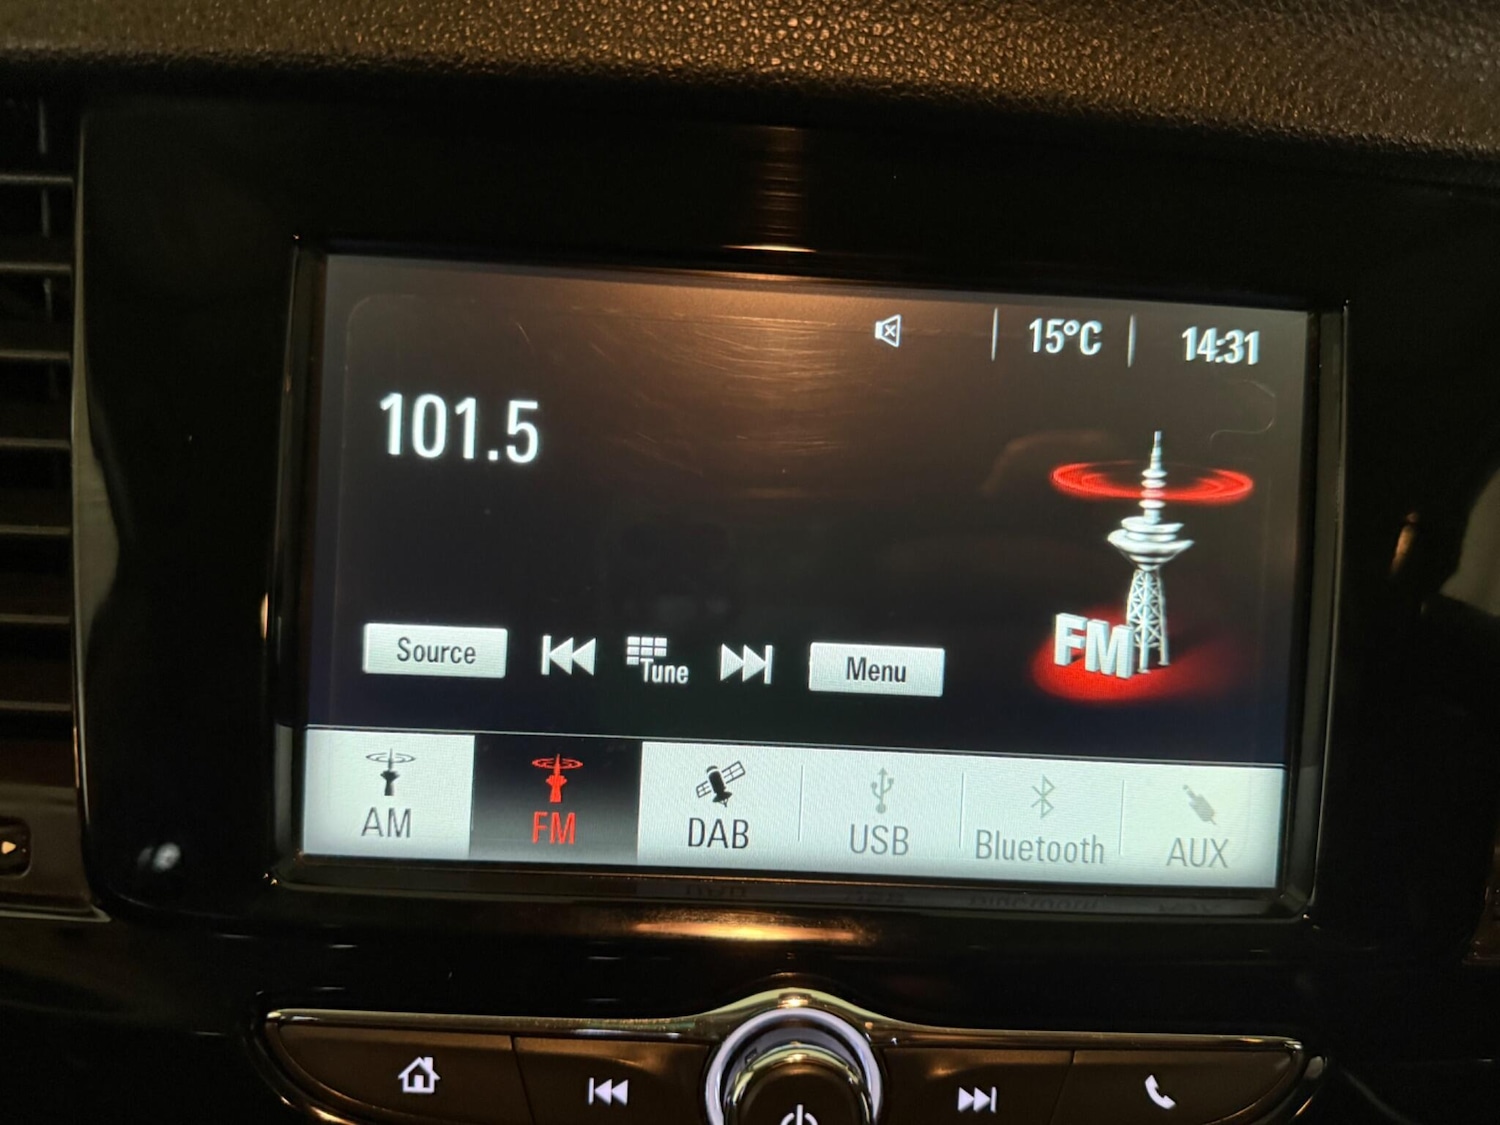 15°C 14:31
101.5
Source Tune Menu
FM
AM FM DAB USB Bluetooth AUX